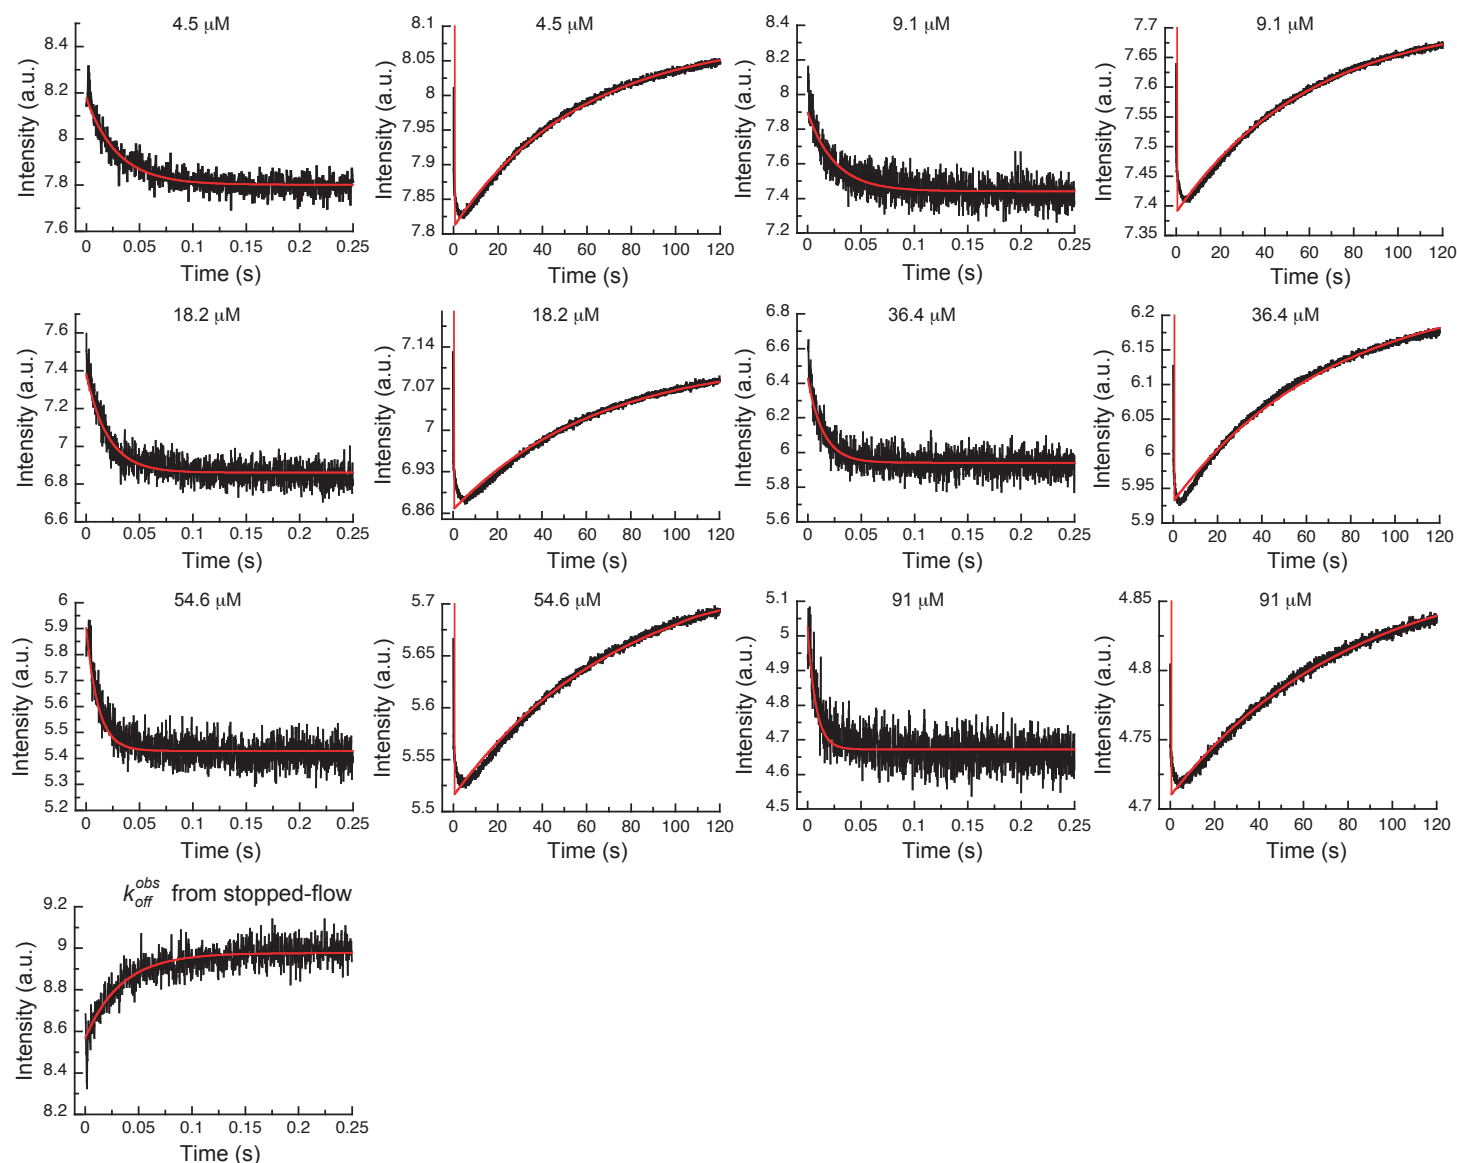 4.5 μM
Intensity (a.u.)
8.4
8.2
8
7.8
7.6
0 0.05 0.1 0.15 0.2 0.25
Time (s)
4.5 μM
Intensity (a.u.)
8.1
8.05
8
7.95
7.9
7.85
7.8
0 20 40 60 80 100 120
Time (s)
9.1 μM
Intensity (a.u.)
8.4
8.2
8
7.8
7.6
7.4
7.2
0 0.05 0.1 0.15 0.2 0.25
Time (s)
9.1 μM
Intensity (a.u.)
7.7
7.65
7.6
7.55
7.5
7.45
7.4
7.35
0 20 40 60 80 100 120
Time (s)
18.2 μM
Intensity (a.u.)
7.6
7.4
7.2
7
6.8
6.6
0 0.05 0.1 0.15 0.2 0.25
Time (s)
18.2 μM
Intensity (a.u.)
7.14
7.07
7
6.93
6.86
0 20 40 60 80 100 120
Time (s)
36.4 μM
Intensity (a.u.)
6.8
6.6
6.4
6.2
6
5.8
5.6
0 0.05 0.1 0.15 0.2 0.25
Time (s)
36.4 μM
Intensity (a.u.)
6.2
6.15
6.1
6.05
6
5.95
5.9
0 20 40 60 80 100 120
Time (s)
54.6 μM
Intensity (a.u.)
6
5.9
5.8
5.7
5.6
5.5
5.4
5.3
5.2
0 0.05 0.1 0.15 0.2 0.25
Time (s)
54.6 μM
Intensity (a.u.)
5.7
5.66
5.62
5.58
5.54
5.5
0 20 40 60 80 100 120
Time (s)
91 μM
Intensity (a.u.)
5.1
5
4.9
4.8
4.7
4.6
4.5
0 0.05 0.1 0.15 0.2 0.25
Time (s)
91 μM
Intensity (a.u.)
4.85
4.8
4.75
4.7
0 20 40 60 80 100 120
Time (s)
k_off^obs from stopped-flow
Intensity (a.u.)
9.2
9
8.8
8.6
8.4
8.2
0 0.05 0.1 0.15 0.2 0.25
Time (s)